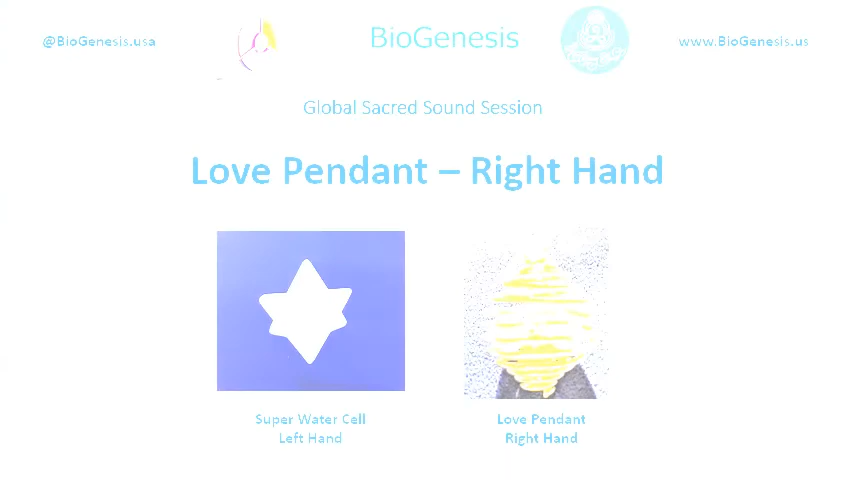 @BioGenesis.usa
BioGenesis
www.BioGenesis.us
Global Sacred Sound Session
Love Pendant – Right Hand
Super Water Cell
Left Hand
Love Pendant
Right Hand